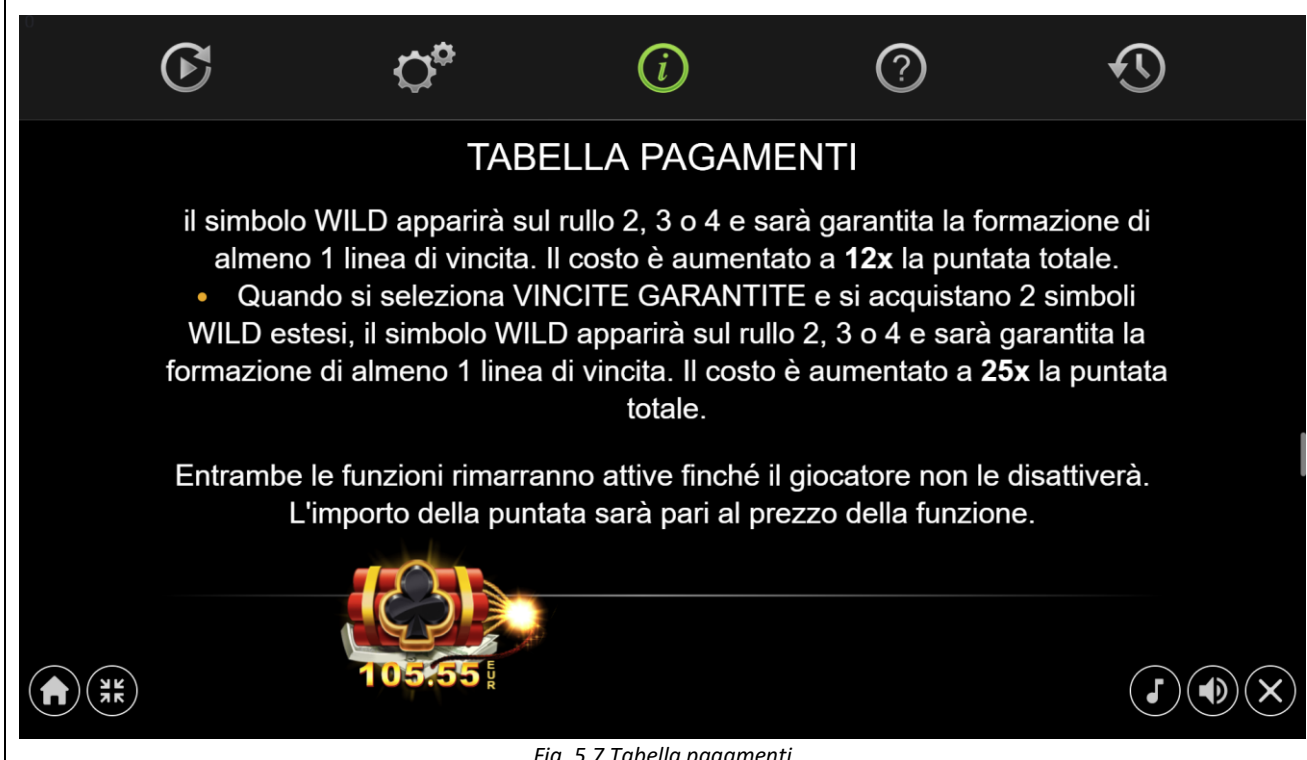 TABELLA PAGAMENTI
il simbolo WILD apparirà sul rullo 2, 3 o 4 e sarà garantita la formazione di
almeno 1 linea di vincita. Il costo è aumentato a 12x la puntata totale.
• Quando si seleziona VINCITE GARANTITE e si acquistano 2 simboli
WILD estesi, il simbolo WILD apparirà sul rullo 2, 3 o 4 e sarà garantita la
formazione di almeno 1 linea di vincita. Il costo è aumentato a 25x la puntata
totale.
Entrambe le funzioni rimarranno attive finché il giocatore non le disattiverà.
L'importo della puntata sarà pari al prezzo della funzione.
105.55 EUR
Fig. 5.7 Tabella pagamenti